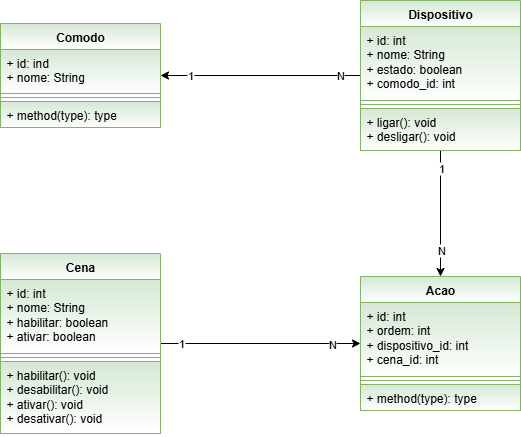 Comodo
+ id: ind
+ nome: String
+ method(type): type
Dispositivo
+ id: int
+ nome: String
+ estado: boolean
+ comodo_id: int
+ ligar(): void
+ desligar(): void
1
N
1
N
Cena
+ id: int
+ nome: String
+ habilitar: boolean
+ ativar: boolean
+ habilitar(): void
+ desabilitar(): void
+ ativar(): void
+ desativar(): void
1
N
Acao
+ id: int
+ ordem: int
+ dispositivo_id: int
+ cena_id: int
+ method(type): type